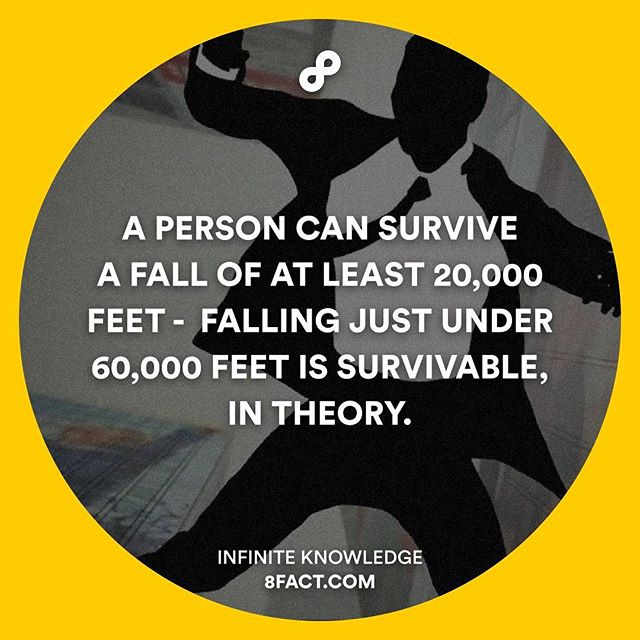 A PERSON CAN SURVIVE
A FALL OF AT LEAST 20,000
FEET - FALLING JUST UNDER
60,000 FEET IS SURVIVABLE,
IN THEORY.
INFINITE KNOWLEDGE
8FACT.COM